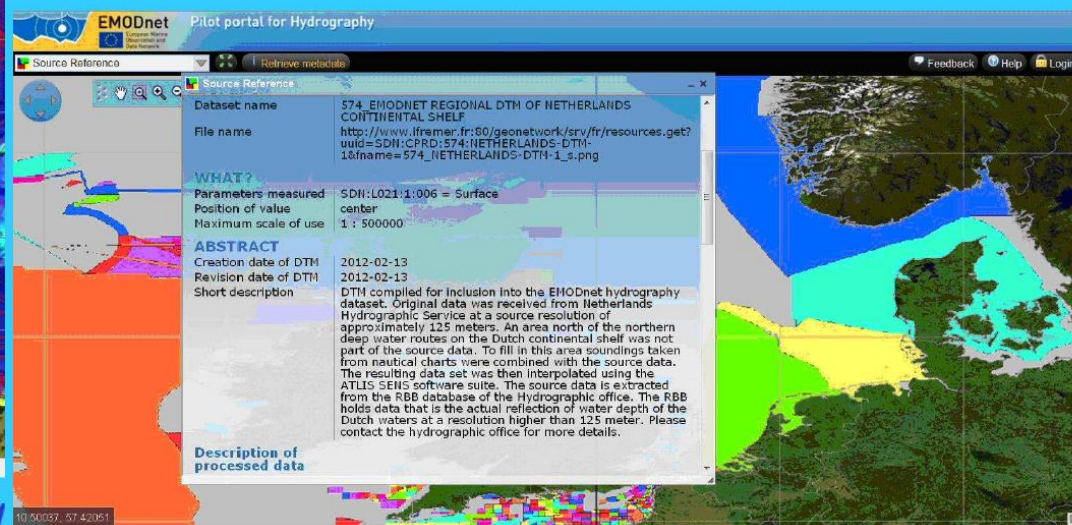 EMODnet
European Marine
Observation and
Data Network
Pilot portal for Hydrography
Source Reference
Retrieve metadata
Feedback
Help
Login
Source Reference
Dataset name
574_EMODNET REGIONAL DTM OF NETHERLANDS
CONTINENTAL SHELF
File name
http://www.ifremer.fr:80/geonetwork/srv/fr/resources.get?
uuid=SDN:CPRD:574:NETHERLANDS-DTM-
1&fname=574_NETHERLANDS-DTM-1_s.png
WHAT?
Parameters measured
SDN:L021:1:006 = Surface
Position of value
center
Maximum scale of use
1 : 500000
ABSTRACT
Creation date of DTM
2012-02-13
Revision date of DTM
2012-02-13
Short description
DTM compiled for inclusion into the EMODnet hydrography
dataset. Original data was received from Netherlands
Hydrographic Service at a source resolution of
approximately 125 meters. An area north of the northern
deep water routes on the Dutch continental shelf was not
part of the source data. To fill in this area soundings taken
from nautical charts were combined with the source data.
The resulting data set was then interpolated using the
ATLIS SENS software suite. The source data is extracted
from the RBB database of the Hydrographic office. The RBB
holds data that is the actual reflection of water depth of the
Dutch waters at a resolution higher than 125 meter. Please
contact the hydrographic office for more details.
Description of
processed data
10.50037, 57.42051